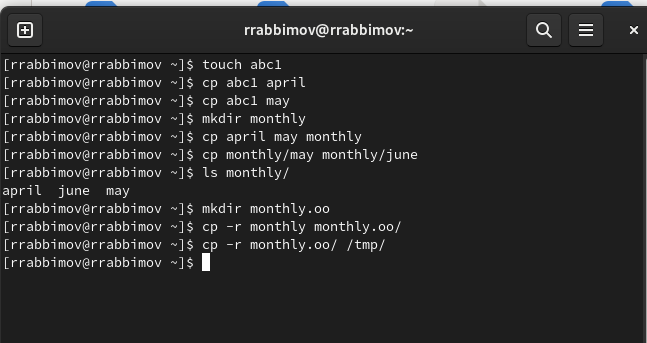 rrabbimov@rrabbimov:~
[rrabbimov@rrabbimov ~]$ touch abc1
[rrabbimov@rrabbimov ~]$ cp abc1 april
[rrabbimov@rrabbimov ~]$ cp abc1 may
[rrabbimov@rrabbimov ~]$ mkdir monthly
[rrabbimov@rrabbimov ~]$ cp april may monthly
[rrabbimov@rrabbimov ~]$ cp monthly/may monthly/june
[rrabbimov@rrabbimov ~]$ ls monthly/
april  june  may
[rrabbimov@rrabbimov ~]$ mkdir monthly.oo
[rrabbimov@rrabbimov ~]$ cp -r monthly monthly.oo/
[rrabbimov@rrabbimov ~]$ cp -r monthly.oo/ /tmp/
[rrabbimov@rrabbimov ~]$